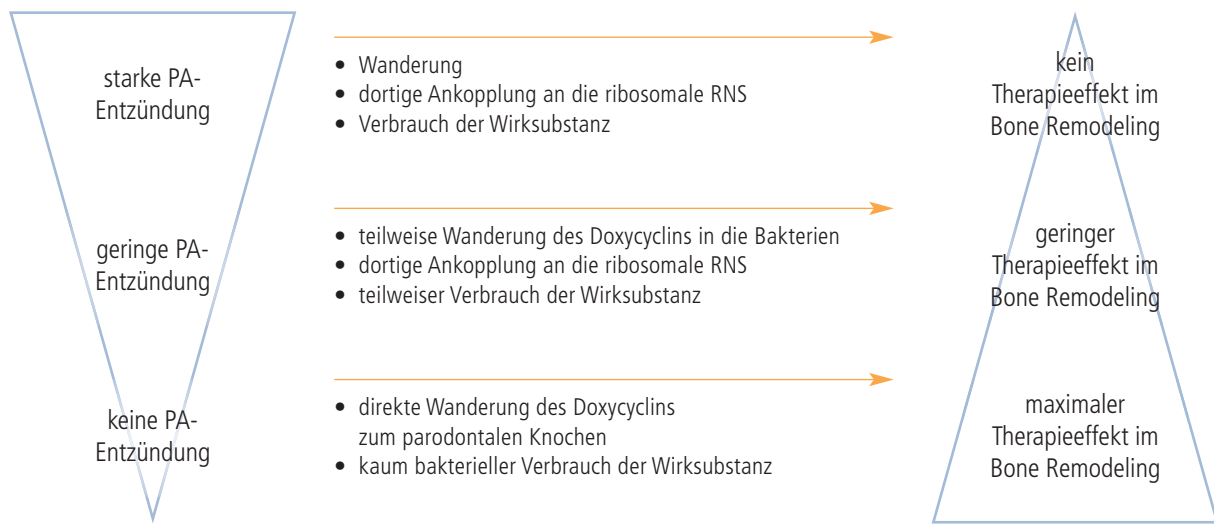 starke PA-
Entzündung
• Wanderung
• dortige Ankopplung an die ribosomale RNS
• Verbrauch der Wirksubstanz
kein
Therapieeffekt im
Bone Remodeling
geringe PA-
Entzündung
• teilweise Wanderung des Doxycyclins in die Bakterien
• dortige Ankopplung an die ribosomale RNS
• teilweiser Verbrauch der Wirksubstanz
geringer
Therapieeffekt im
Bone Remodeling
keine PA-
Entzündung
• direkte Wanderung des Doxycyclins
zum parodontalen Knochen
• kaum bakterieller Verbrauch der Wirksubstanz
maximaler
Therapieeffekt im
Bone Remodeling